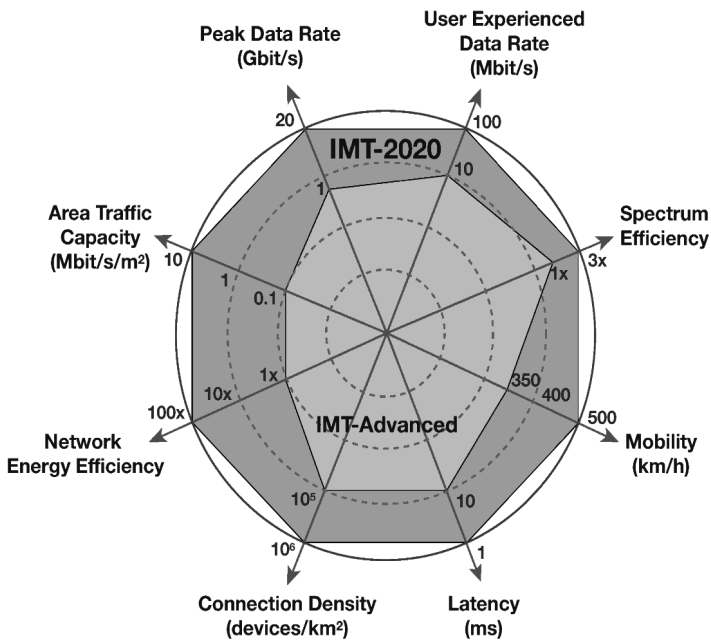 User Experienced
Data Rate
(Mbit/s)
Peak Data Rate
(Gbit/s)
20
100
IMT-2020
10
1
Area Traffic
Capacity
(Mbit/s/m²)
Spectrum
Efficiency
10
1
0.1
1x
3x
100x
10x
1x
350
400
500
IMT-Advanced
Network
Energy Efficiency
Mobility
(km/h)
10⁵
10
10⁶
1
Connection Density
(devices/km²)
Latency
(ms)